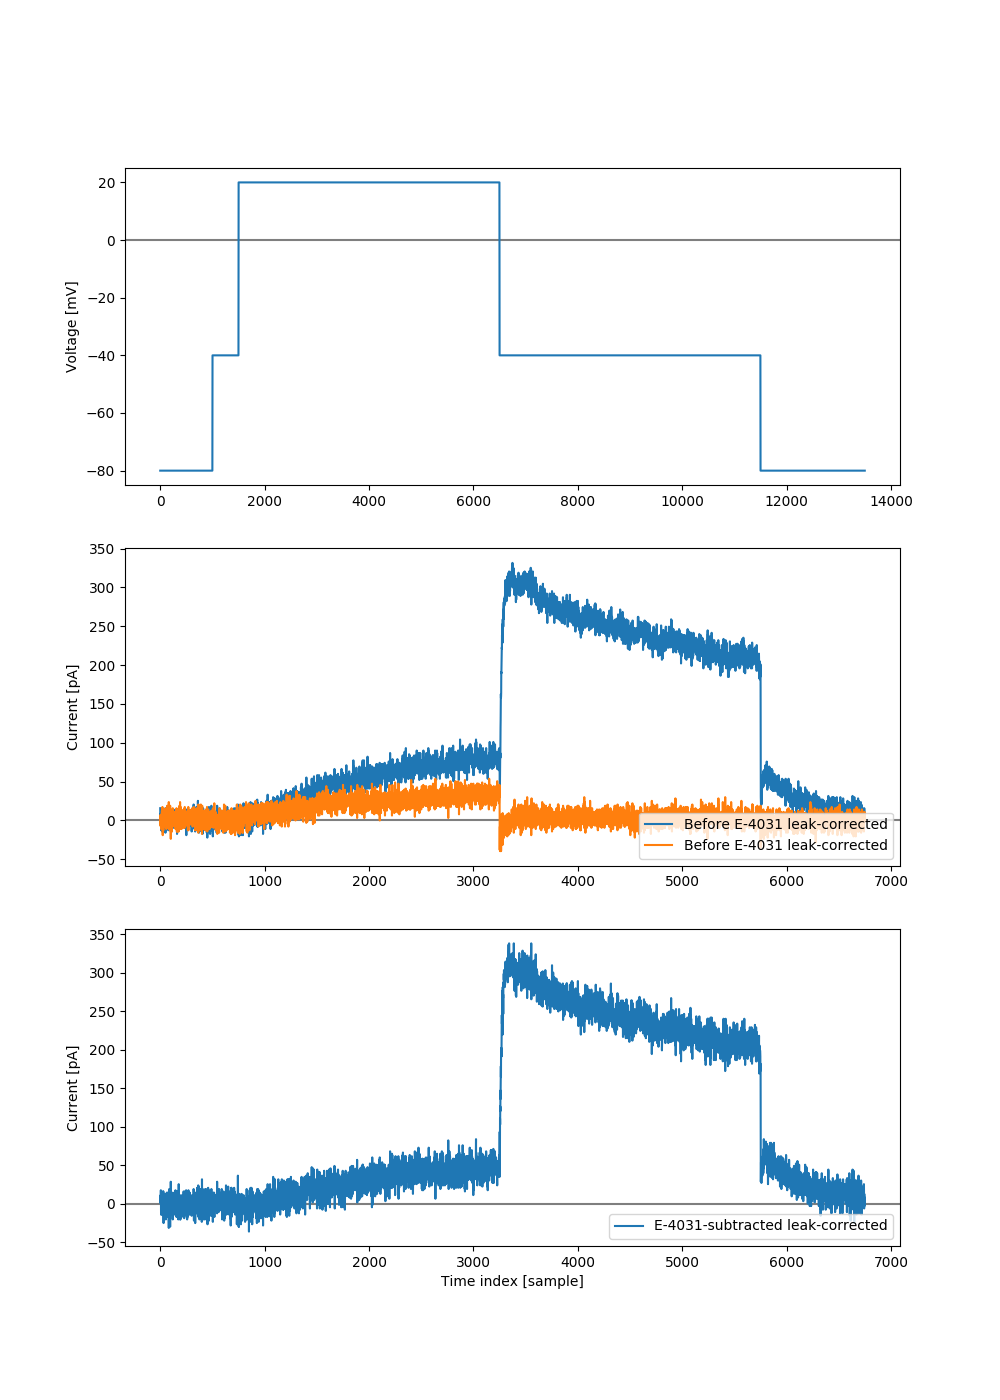 20
0
−20
−40
−60
−80
Voltage [mV]
0 2000 4000 6000 8000 10000 12000 14000
350
300
250
200
150
100
50
0
−50
Current [pA]
Before E-4031 leak-corrected
Before E-4031 leak-corrected
0 1000 2000 3000 4000 5000 6000 7000
350
300
250
200
150
100
50
0
−50
Current [pA]
E-4031-subtracted leak-corrected
0 1000 2000 3000 4000 5000 6000 7000
Time index [sample]